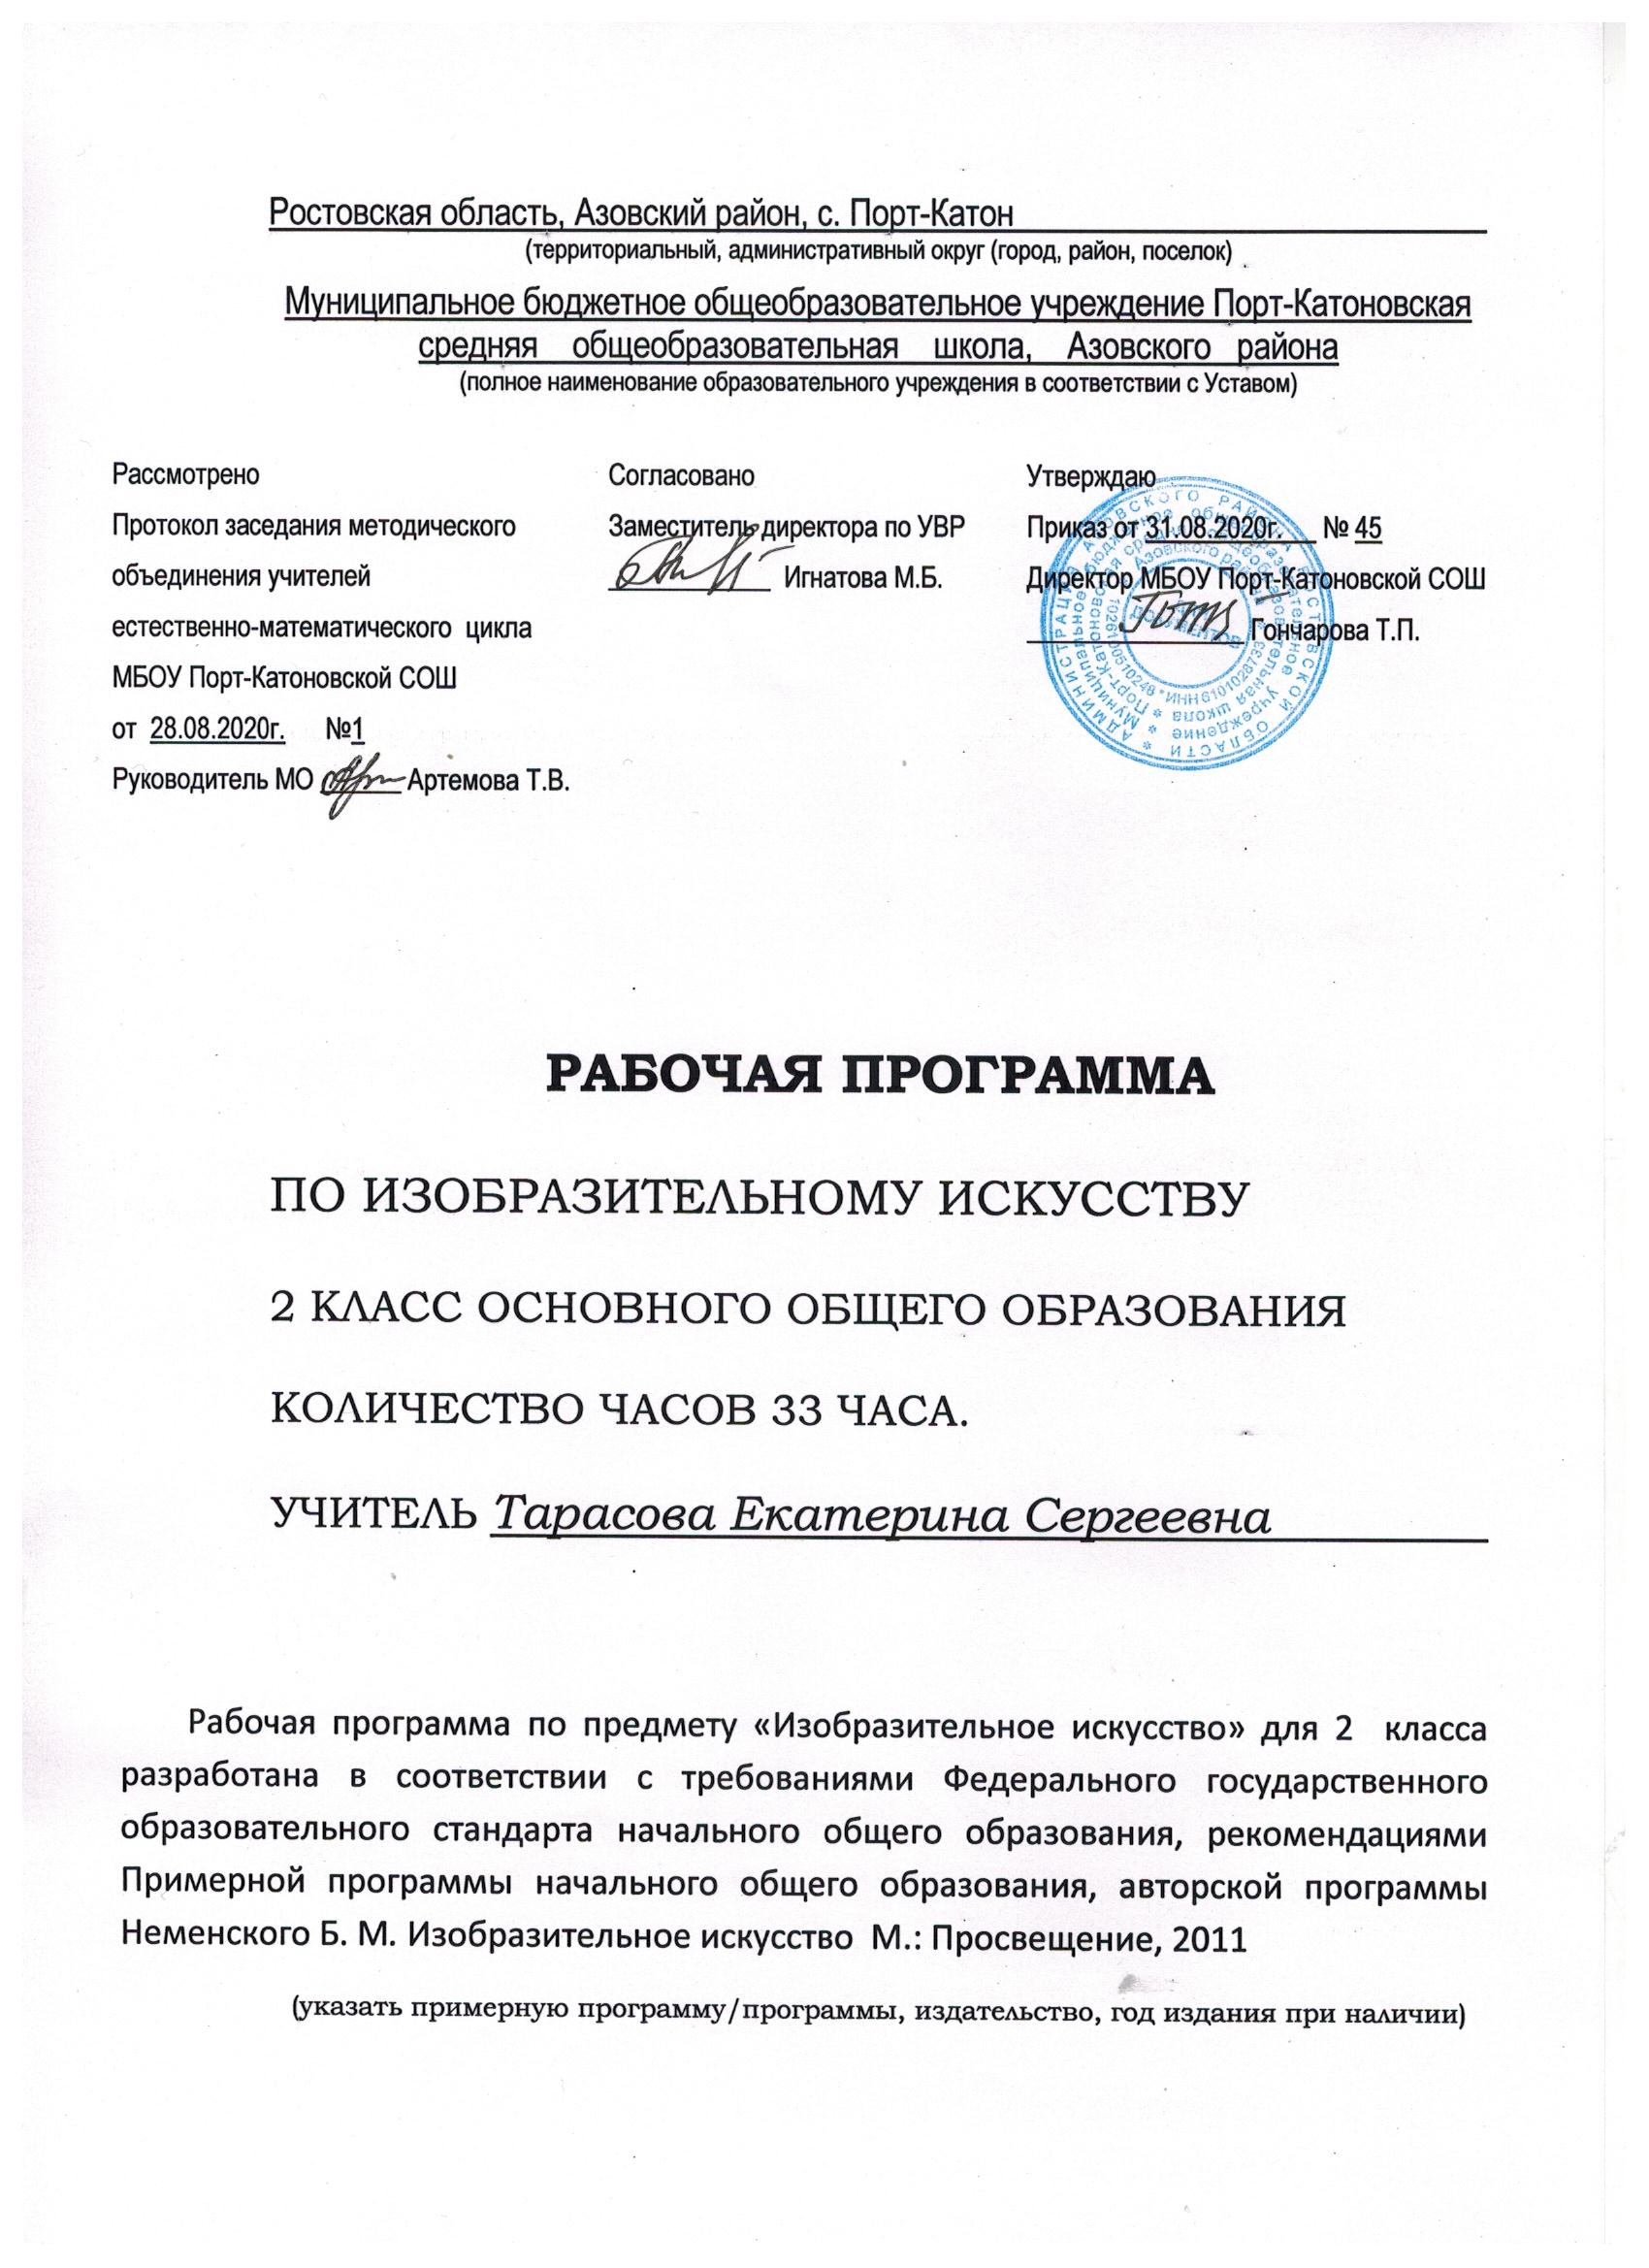 Ростовская область, Азовский район, с. Порт-Катон
(территориальный, административный округ (город, район, поселок)
Муниципальное бюджетное общеобразовательное учреждение Порт-Катоновская
средняя общеобразовательная школа, Азовского района
(полное наименование образовательного учреждения в соответствии с Уставом)
Рассмотрено
Протокол заседания методического
объединения учителей
естественно-математического цикла
МБОУ Порт-Катоновской СОШ
от 28.08.2020г. №1
Руководитель МО Артемова Т.В.
Согласовано
Заместитель директора по УВР
Игнатова М.Б.
Утверждаю
Приказ от 31.08.2020г. № 45
Директор МБОУ Порт-Катоновской СОШ
Гончарова Т.П.
РАБОЧАЯ ПРОГРАММА
ПО ИЗОБРАЗИТЕЛЬНОМУ ИСКУССТВУ
2 КЛАСС ОСНОВНОГО ОБЩЕГО ОБРАЗОВАНИЯ
КОЛИЧЕСТВО ЧАСОВ 33 ЧАСА.
УЧИТЕЛЬ Тарасова Екатерина Сергеевна
Рабочая программа по предмету «Изобразительное искусство» для 2 класса
разработана в соответствии с требованиями Федерального государственного
образовательного стандарта начального общего образования, рекомендациями
Примерной программы начального общего образования, авторской программы
Неменского Б. М. Изобразительное искусство М.: Просвещение, 2011
(указать примерную программу/программы, издательство, год издания при наличии)